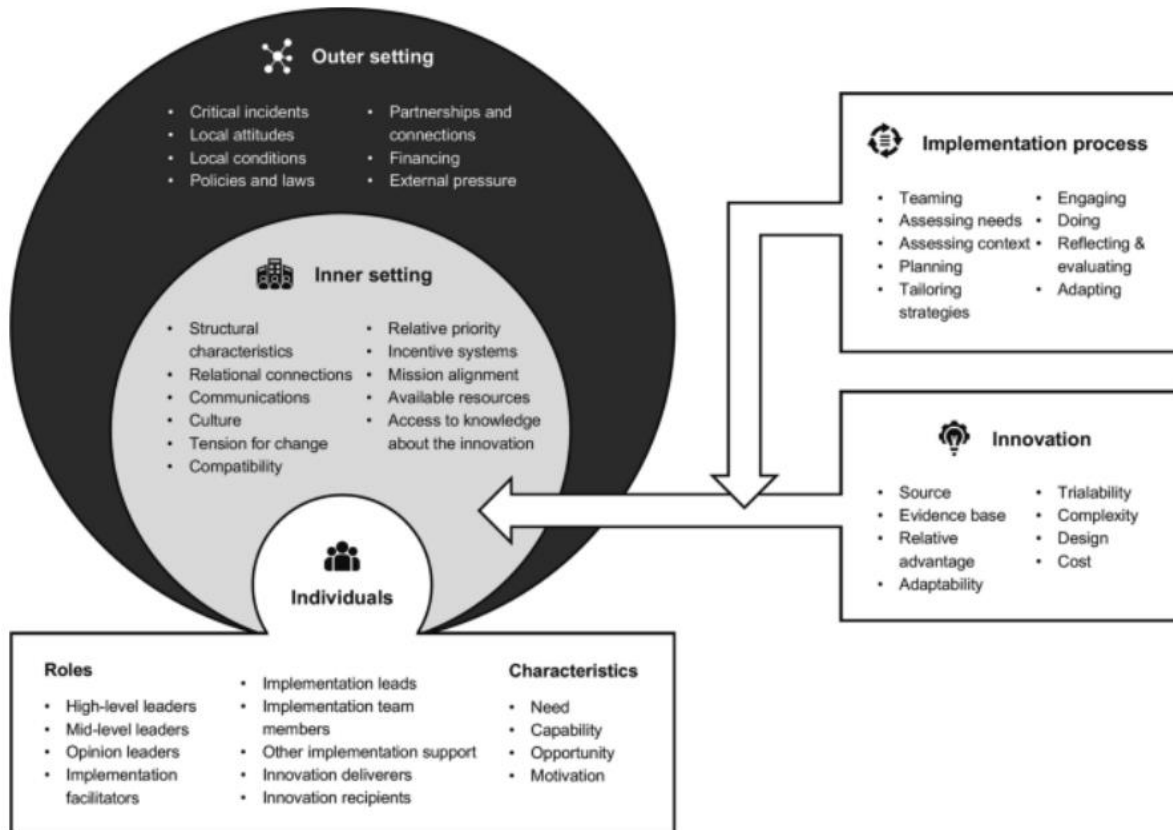 Outer setting
• Critical incidents
• Local attitudes
• Local conditions
• Policies and laws
• Partnerships and
connections
• Financing
• External pressure
Inner setting
• Structural
characteristics
• Relational connections
• Communications
• Culture
• Tension for change
• Compatibility
• Relative priority
• Incentive systems
• Mission alignment
• Available resources
• Access to knowledge
about the innovation
Individuals
Roles
• High-level leaders
• Mid-level leaders
• Opinion leaders
• Implementation
facilitators
• Implementation leads
• Implementation team
members
• Other implementation support
• Innovation deliverers
• Innovation recipients
Characteristics
• Need
• Capability
• Opportunity
• Motivation
Implementation process
• Teaming
• Assessing needs
• Assessing context
• Planning
• Tailoring
strategies
• Engaging
• Doing
• Reflecting &
evaluating
• Adapting
Innovation
• Source
• Evidence base
• Relative
advantage
• Adaptability
• Trialability
• Complexity
• Design
• Cost